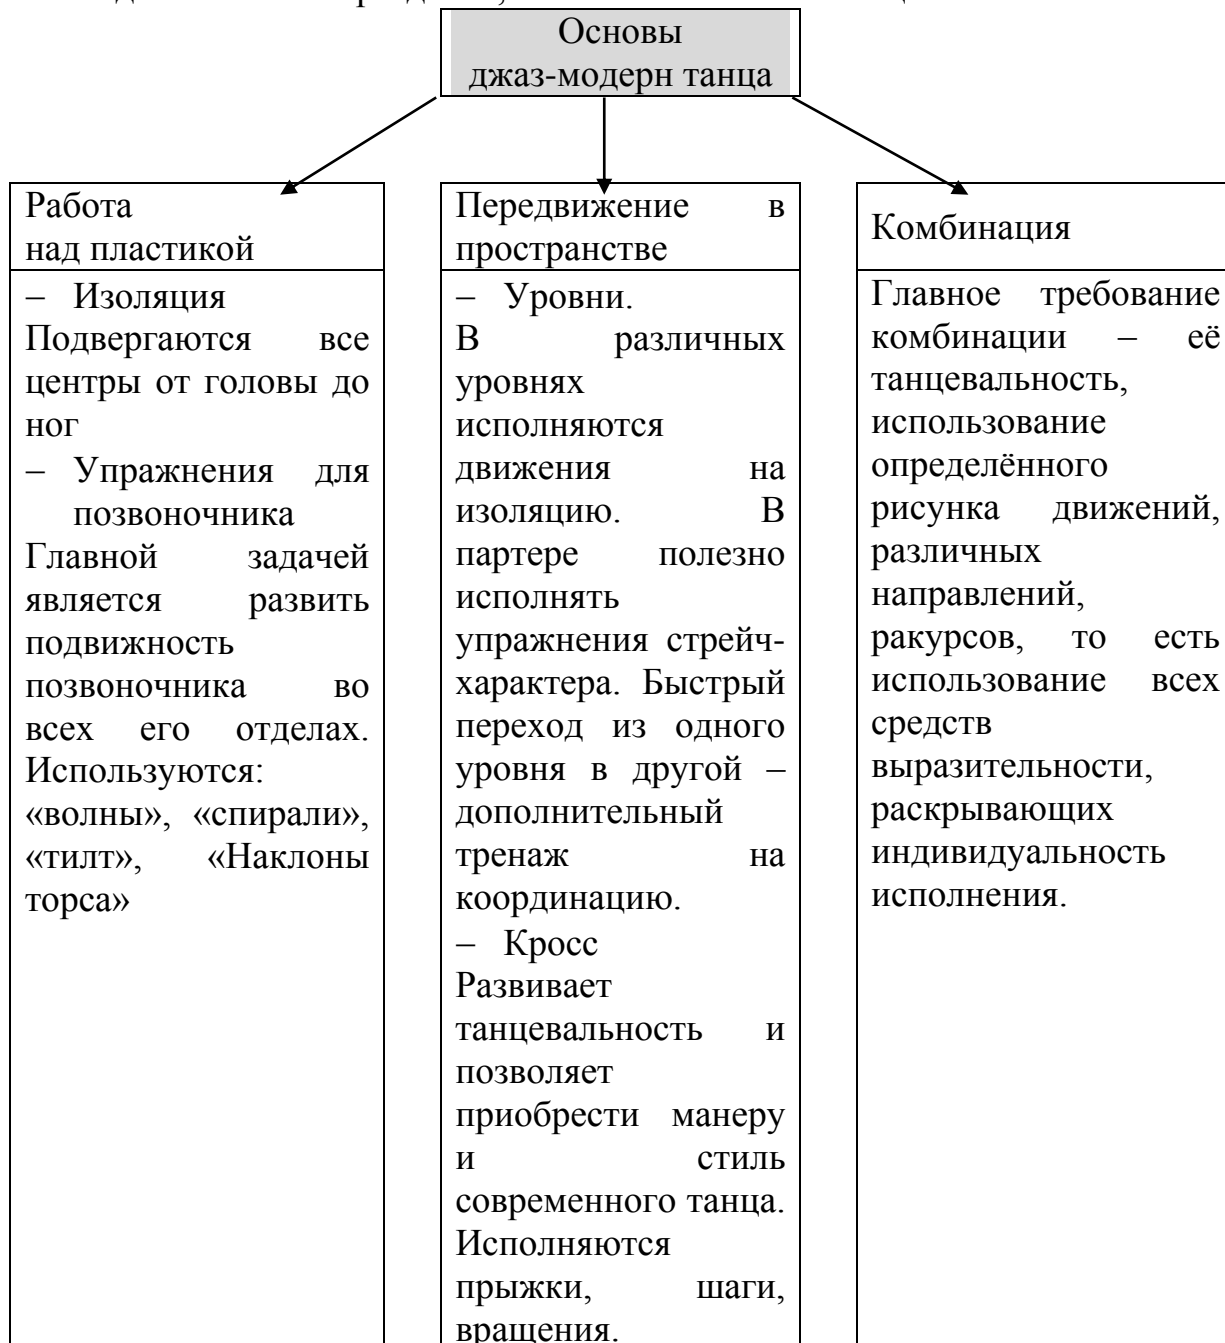 Основы
джаз-модерн танца
Работа
над пластикой
– Изоляция
Подвергаются все
центры от головы до
ног
– Упражнения для
позвоночника
Главной задачей
является развить
подвижность
позвоночника во
всех его отделах.
Используются:
«волны», «спирали»,
«тилт», «Наклоны
торса»
Передвижение в
пространстве
– Уровни.
В различных
уровнях
исполняются
движения на
изоляцию. В
партере полезно
исполнять
упражнения стрейч-
характера. Быстрый
переход из одного
уровня в другой –
дополнительный
тренаж на
координацию.
– Кросс
Развивает
танцевальность и
позволяет
приобрести манеру
и стиль
современного танца.
Исполняются
прыжки, шаги,
вращения.
Комбинация
Главное требование
комбинации – её
танцевальность,
использование
определённого
рисунка движений,
различных
направлений,
ракурсов, то есть
использование всех
средств
выразительности,
раскрывающих
индивидуальность
исполнения.